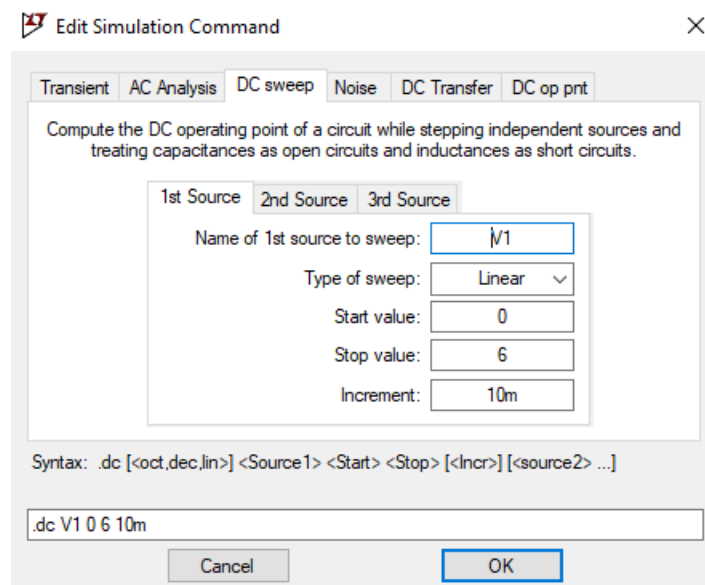 Edit Simulation Command
Transient AC Analysis DC sweep Noise DC Transfer DC op pnt
Compute the DC operating point of a circuit while stepping independent sources and
treating capacitances as open circuits and inductances as short circuits.
1st Source 2nd Source 3rd Source
Name of 1st source to sweep: V1
Type of sweep: Linear
Start value: 0
Stop value: 6
Increment: 10m
Syntax: .dc [<oct,dec,lin>] <Source1> <Start> <Stop> [<Incr>] [<source2> ...]
.dc V1 0 6 10m
Cancel OK